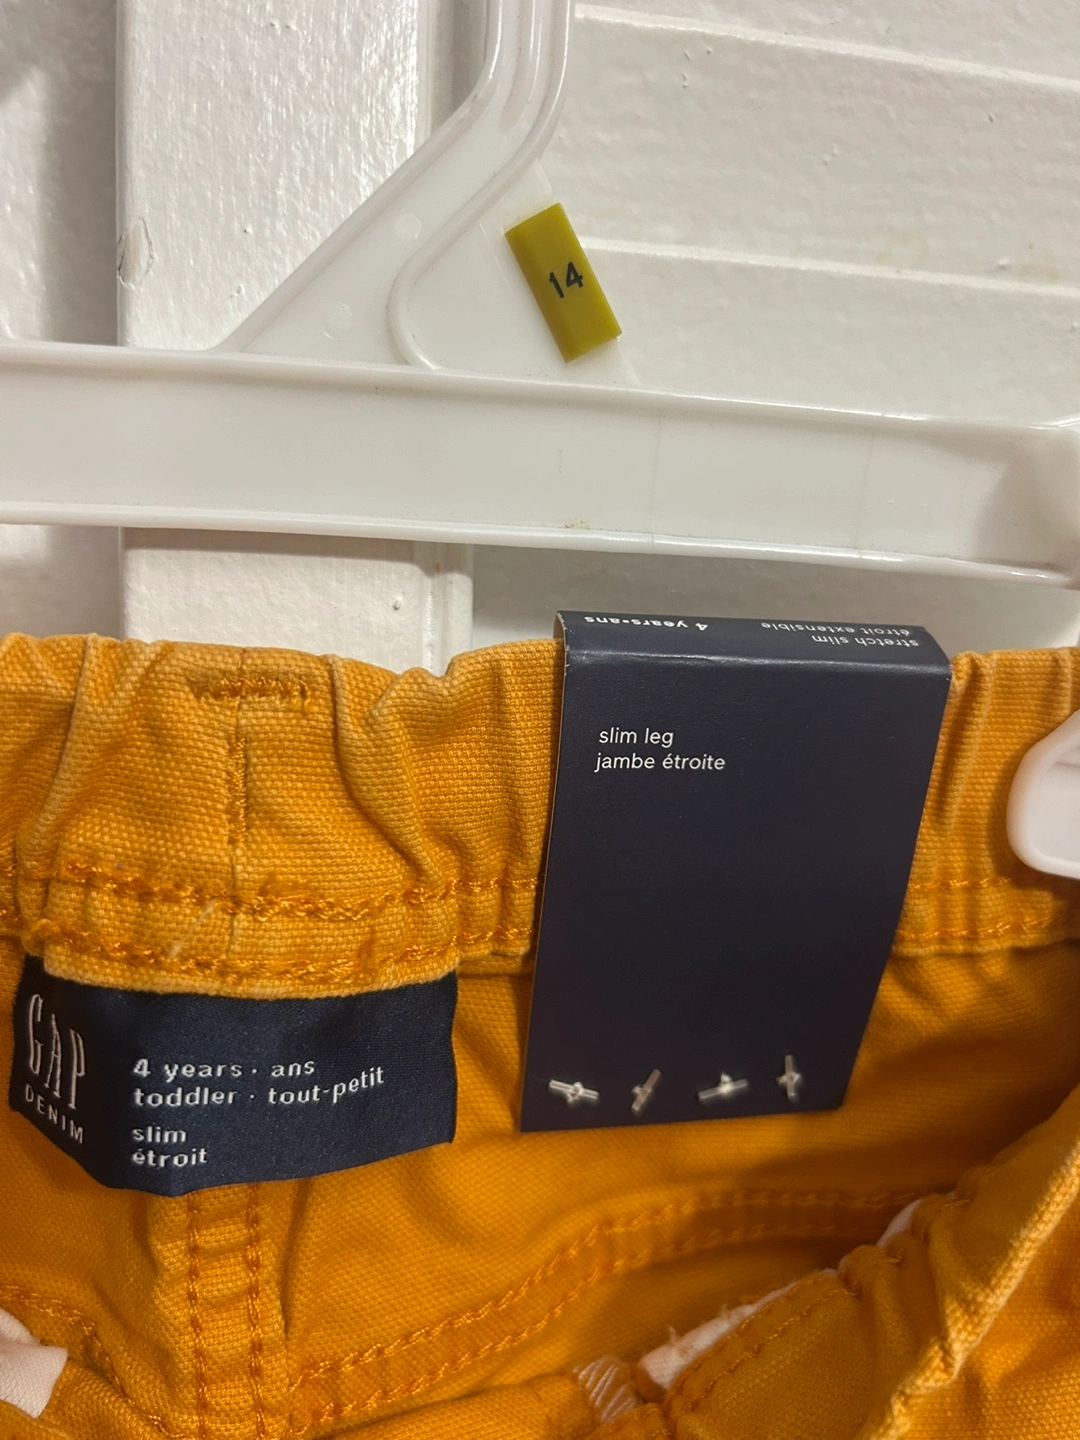 14
4 years•ans
stretch slim
étroit extensible
slim leg
jambe étroite
GAP
DENIM
4 years · ans
toddler · tout-petit
slim
étroit